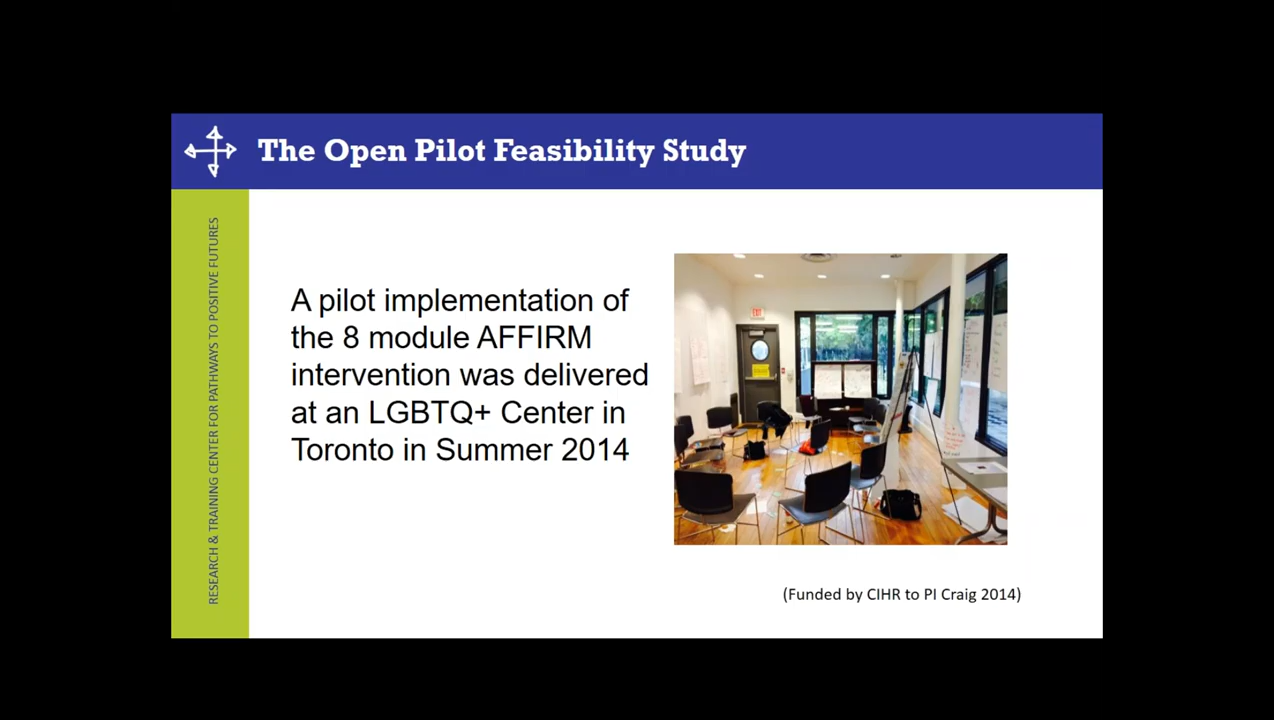 The Open Pilot Feasibility Study
RESEARCH & TRAINING CENTER FOR PATHWAYS TO POSITIVE FUTURES
A pilot implementation of
the 8 module AFFIRM
intervention was delivered
at an LGBTQ+ Center in
Toronto in Summer 2014
EXIT
(Funded by CIHR to PI Craig 2014)